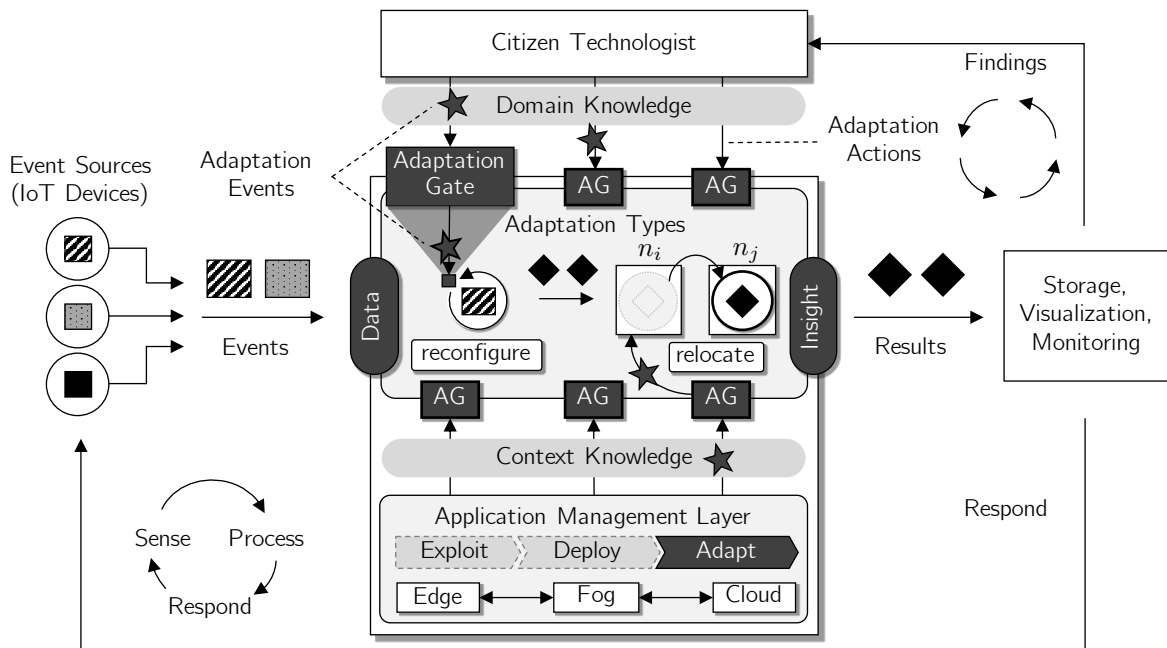 Citizen Technologist
Findings
Domain Knowledge
Adaptation
Actions
Event Sources
(IoT Devices)
Adaptation
Events
Adaptation
Gate
AG
AG
Adaptation Types
n_i
n_j
Data
Insight
Events
reconfigure
relocate
Results
Storage,
Visualization,
Monitoring
AG
AG
AG
Context Knowledge
Respond
Application Management Layer
Sense
Process
Respond
Exploit
Deploy
Adapt
Edge
Fog
Cloud